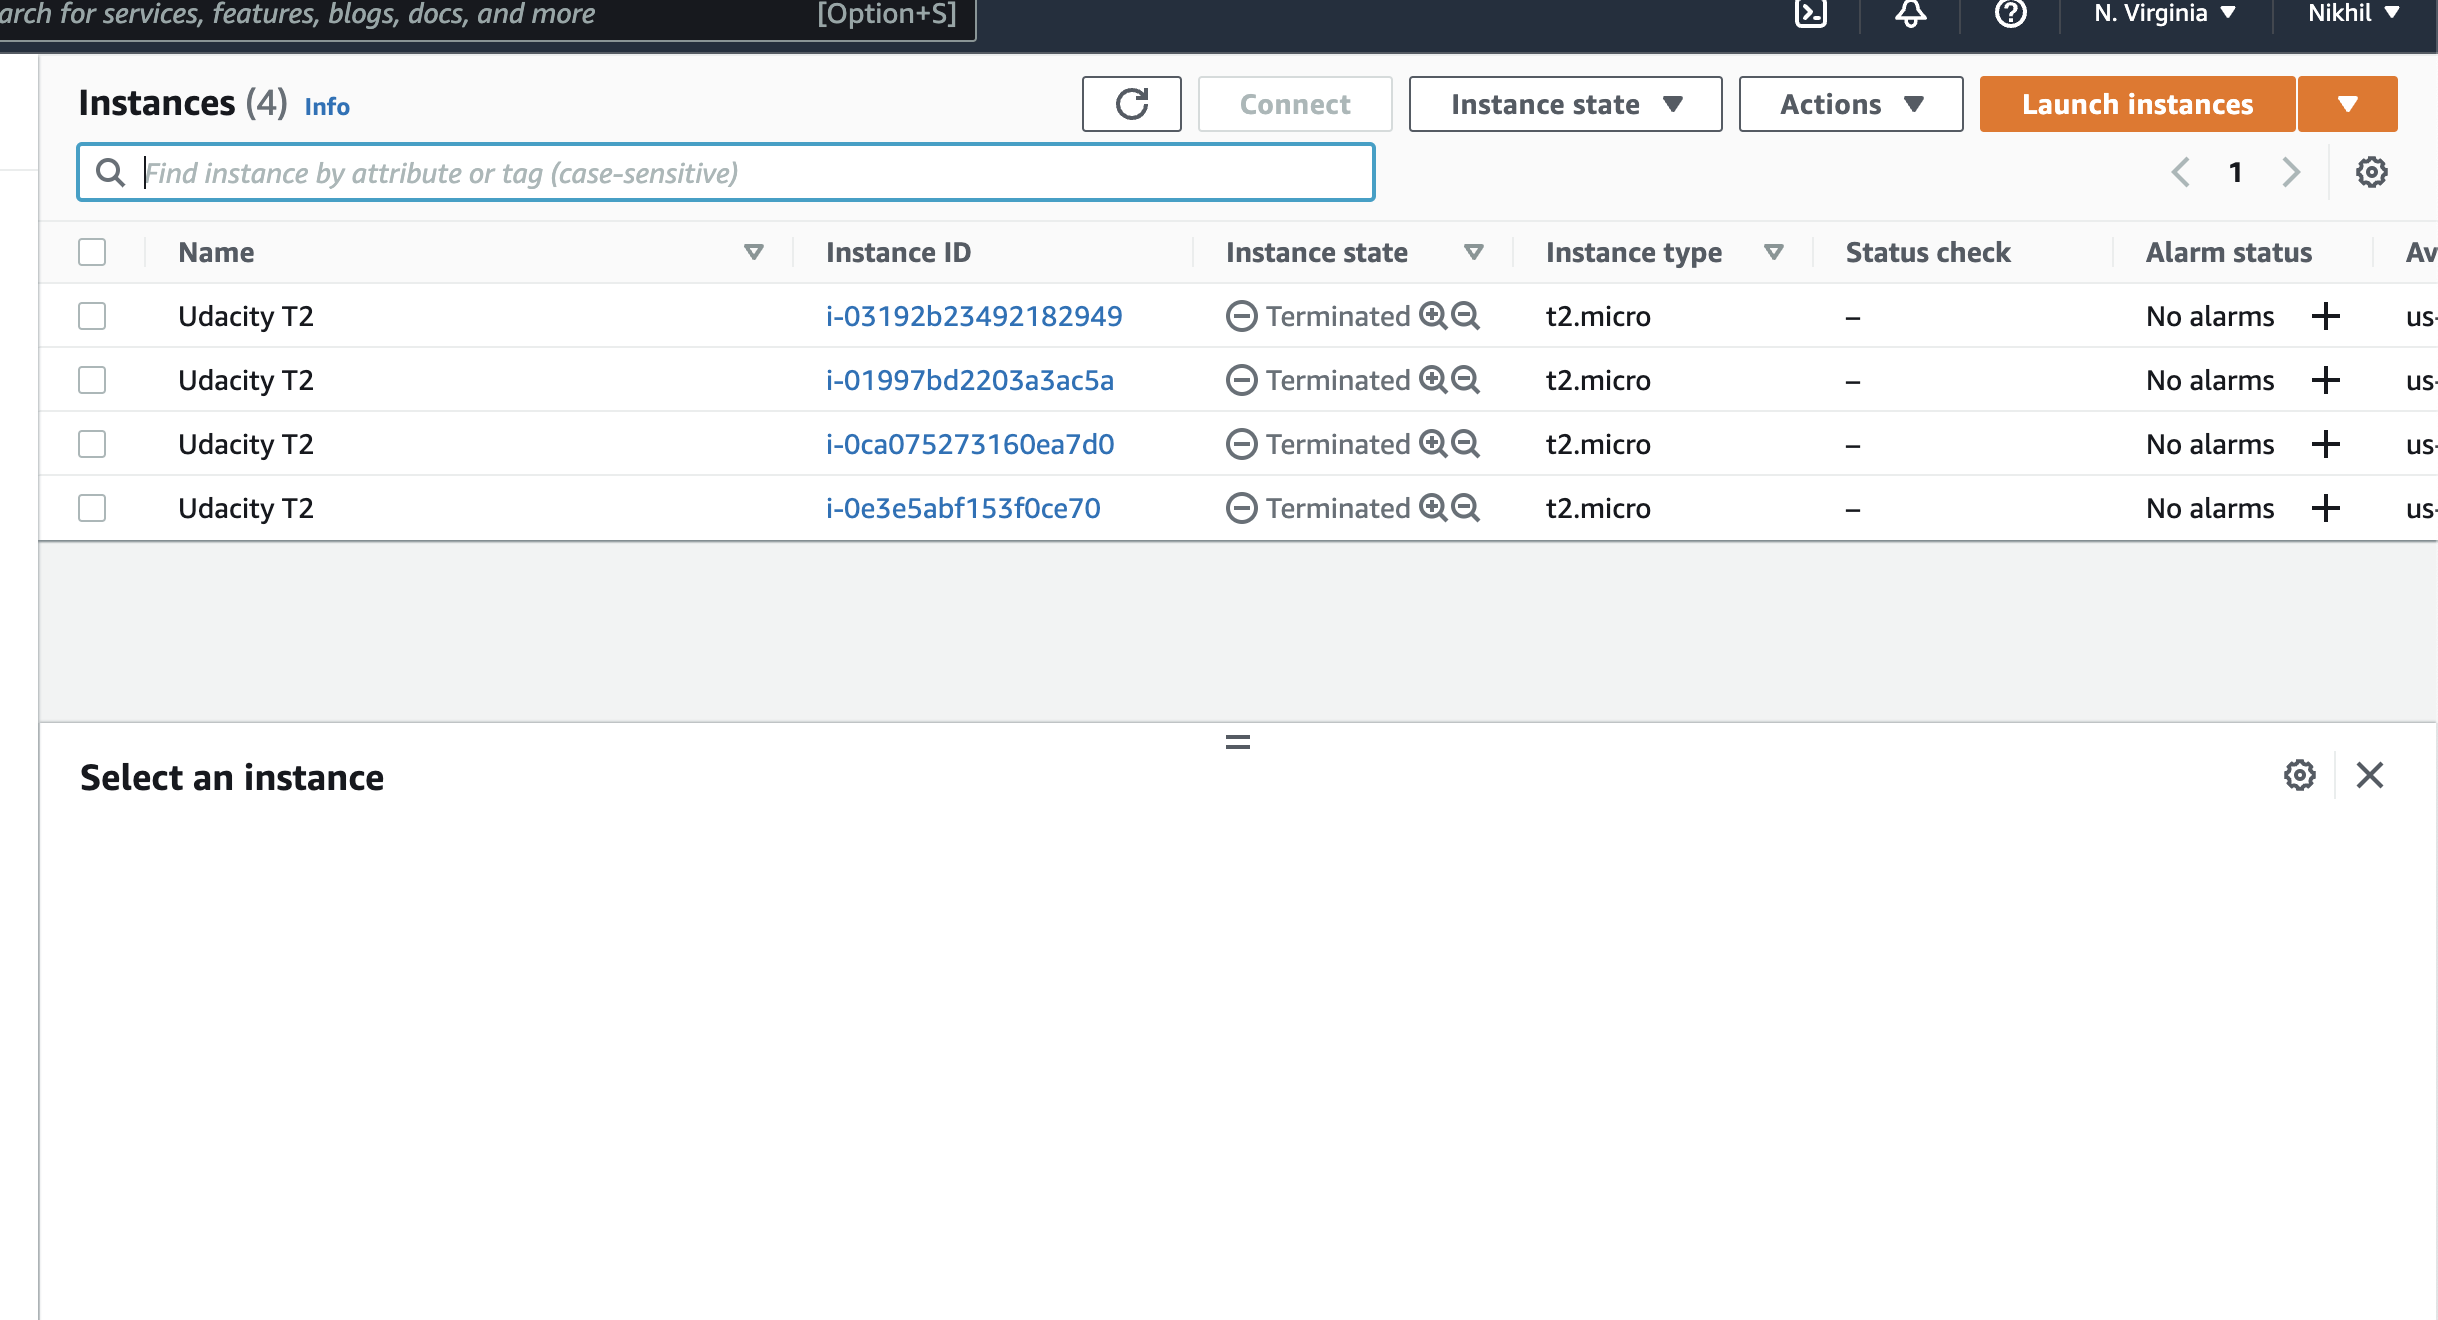 arch for services, features, blogs, docs, and more [Option+S] N. Virginia Nikhil
Instances (4) Info Connect Instance state Actions Launch instances
Find instance by attribute or tag (case-sensitive) 1
Name Instance ID Instance state Instance type Status check Alarm status Av
Udacity T2 i-03192b23492182949 Terminated t2.micro – No alarms + us-
Udacity T2 i-01997bd2203a3ac5a Terminated t2.micro – No alarms + us-
Udacity T2 i-0ca075273160ea7d0 Terminated t2.micro – No alarms + us-
Udacity T2 i-0e3e5abf153f0ce70 Terminated t2.micro – No alarms + us-
Select an instance